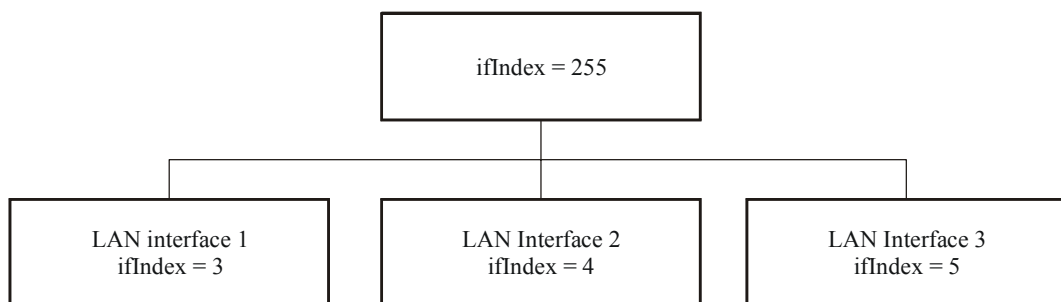 ifIndex = 255
LAN interface 1
ifIndex = 3
LAN Interface 2
ifIndex = 4
LAN Interface 3
ifIndex = 5